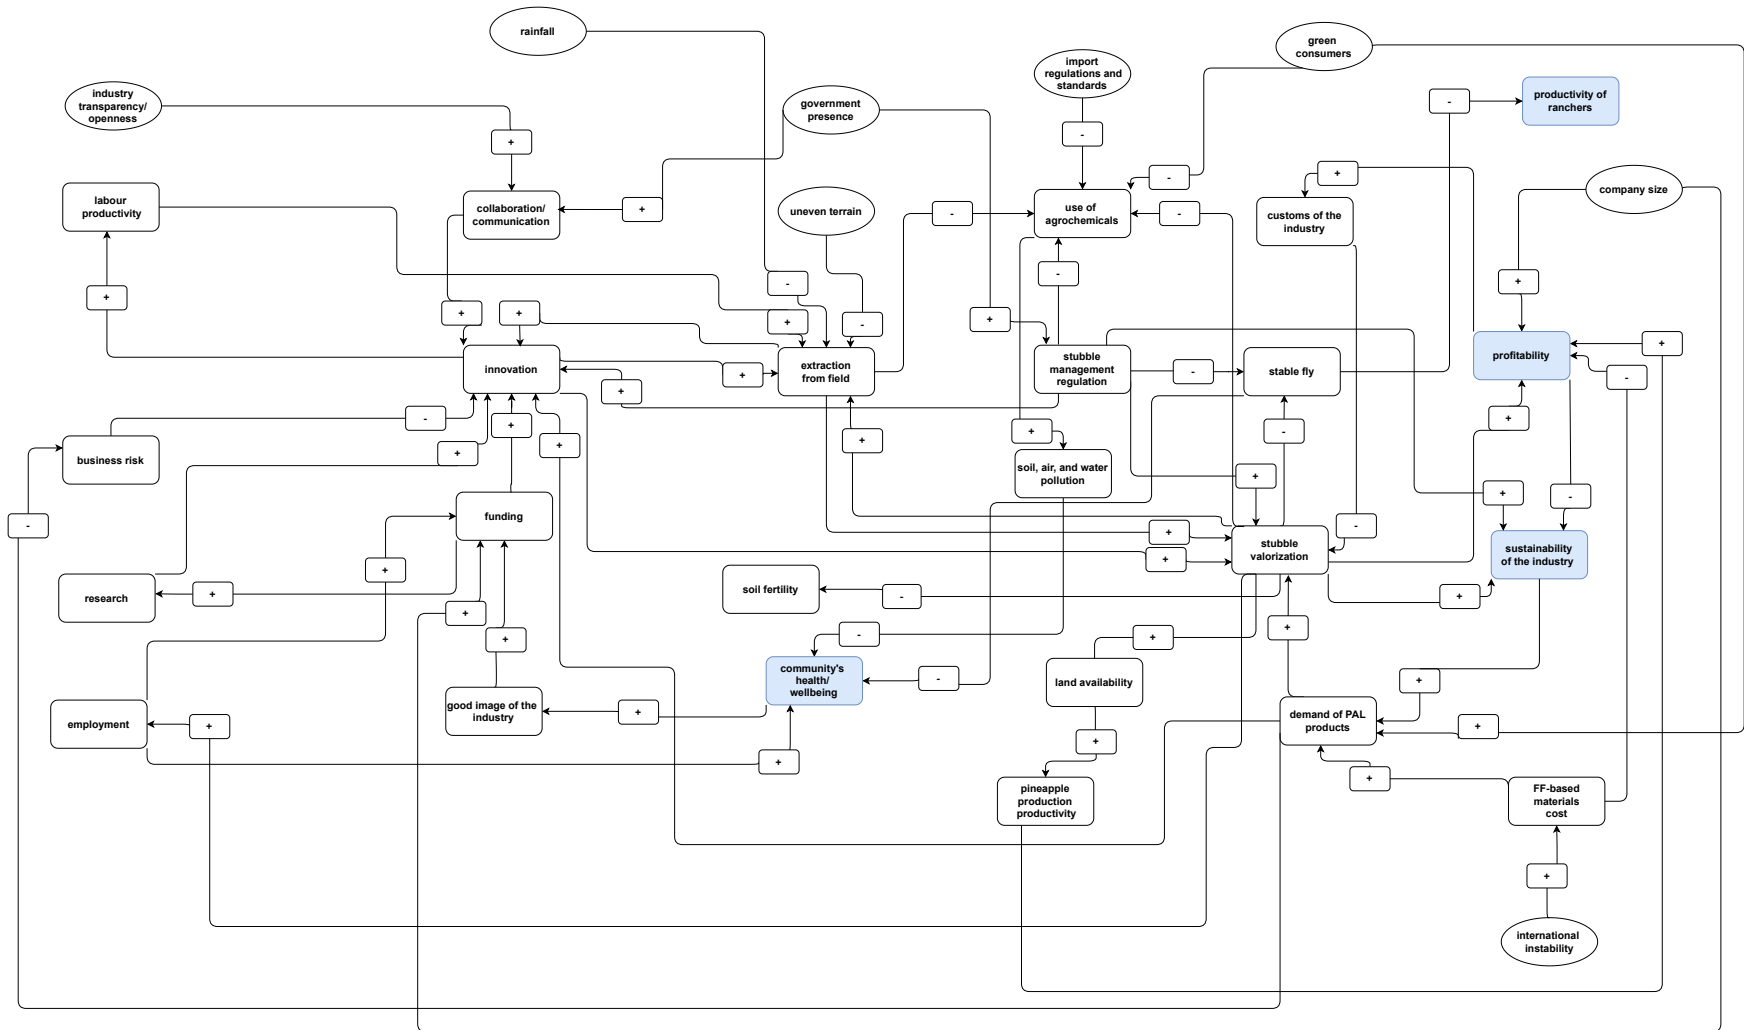 rainfall
green
consumers
import
regulations and
standards
industry
transparency/
openness
government
presence
-
productivity of
ranchers
-
+
-
+
company size
labour
productivity
collaboration/
communication
+
uneven terrain
-
use of
agrochemicals
-
customs of the
industry
-
-
+
+
+
+
+
-
+
-
+
innovation
+
extraction
from field
stubble
management
regulation
-
stable fly
profitability
+
-
+
-
+
+
+
+
+
-
business risk
+
soil, air, and water
pollution
+
+
-
-
funding
-
+
stubble
valorization
sustainability
of the industry
+
+
research
+
soil fertility
-
+
+
+
+
-
+
community's
health/
wellbeing
-
land availability
+
employment
+
good image of the
industry
+
demand of PAL
products
+
+
+
pineapple
production
productivity
+
FF-based
materials
cost
+
international
instability